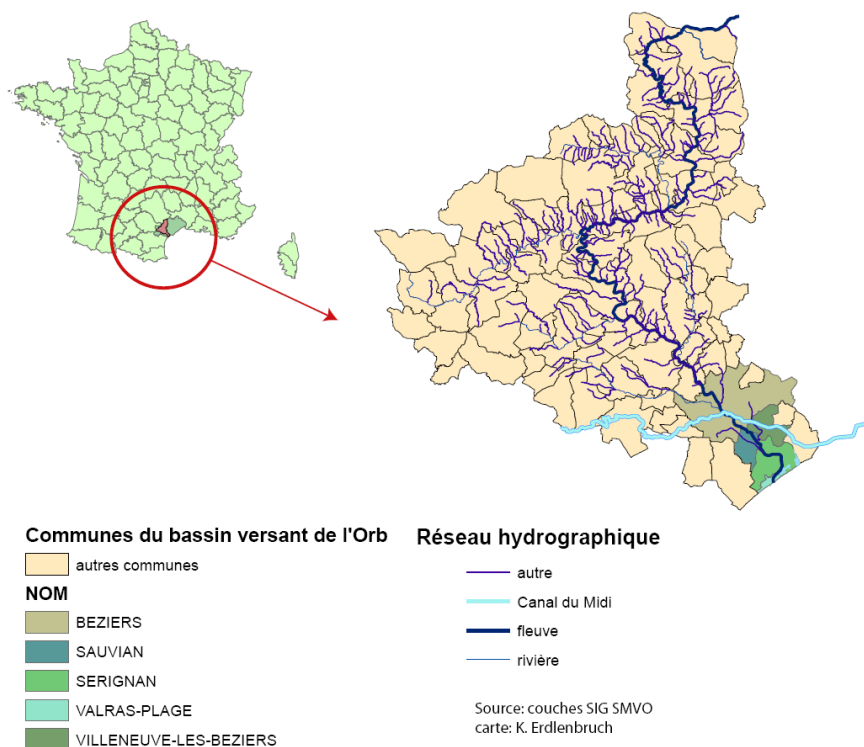 Communes du bassin versant de l'Orb
autres communes
NOM
BEZIERS
SAUVIAN
SERIGNAN
VALRAS-PLAGE
VILLENEUVE-LES-BEZIERS
Réseau hydrographique
autre
Canal du Midi
fleuve
rivière
Source: couches SIG SMVO
carte: K. Erdlenbruch